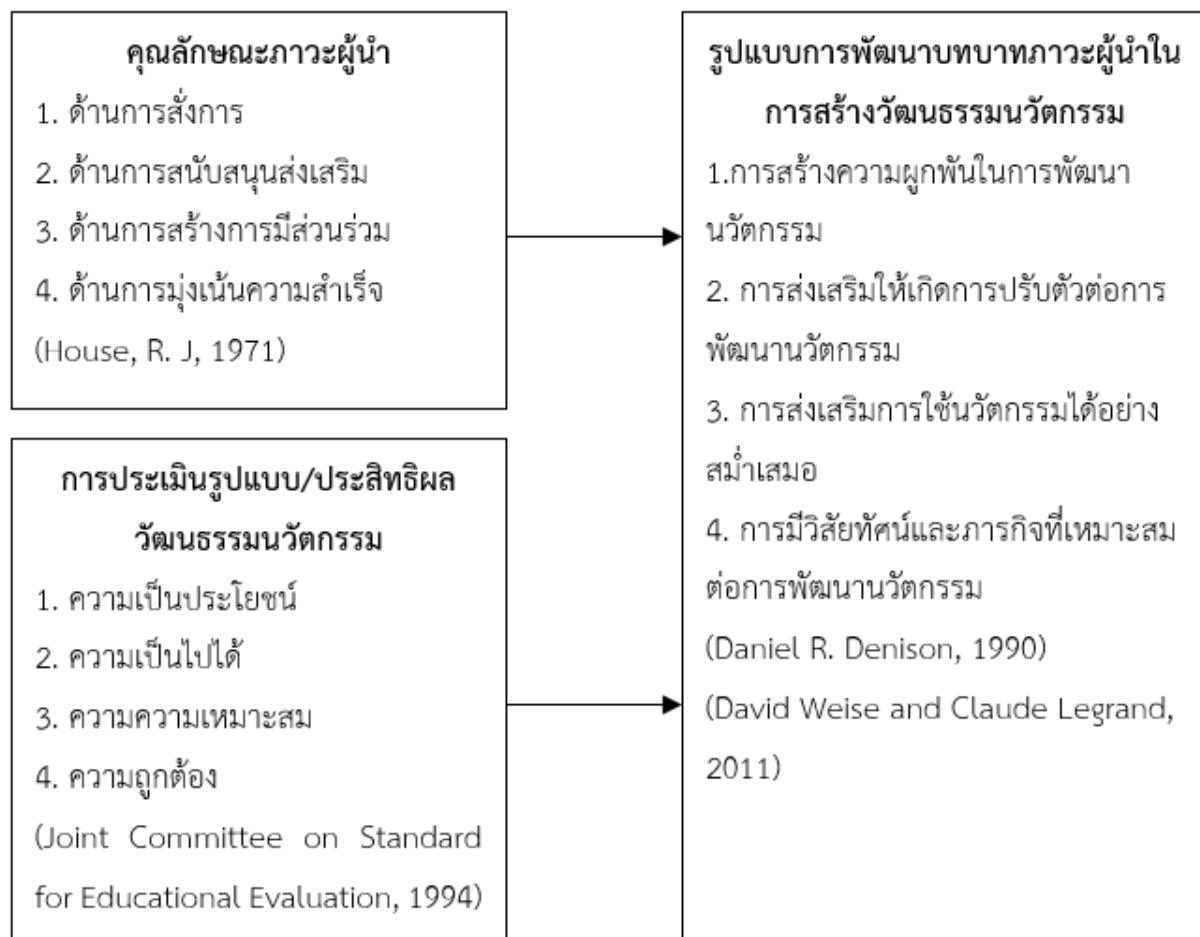 คุณลักษณะภาวะผู้นำ
1. ด้านการสั่งการ
2. ด้านการสนับสนุนส่งเสริม
3. ด้านการสร้างการมีส่วนร่วม
4. ด้านการมุ่งเน้นความสำเร็จ
(House, R. J, 1971)
การประเมินรูปแบบ/ประสิทธิผล
วัฒนธรรมนวัตกรรม
1. ความเป็นประโยชน์
2. ความเป็นไปได้
3. ความความเหมาะสม
4. ความถูกต้อง
(Joint Committee on Standard
for Educational Evaluation, 1994)
รูปแบบการพัฒนาบทบาทภาวะผู้นำใน
การสร้างวัฒนธรรมนวัตกรรม
1.การสร้างความผูกพันในการพัฒนา
นวัตกรรม
2. การส่งเสริมให้เกิดการปรับตัวต่อการ
พัฒนานวัตกรรม
3. การส่งเสริมการใช้นวัตกรรมได้อย่าง
สม่ำเสมอ
4. การมีวิสัยทัศน์และภารกิจที่เหมาะสม
ต่อการพัฒนานวัตกรรม
(Daniel R. Denison, 1990)
(David Weise and Claude Legrand,
2011)